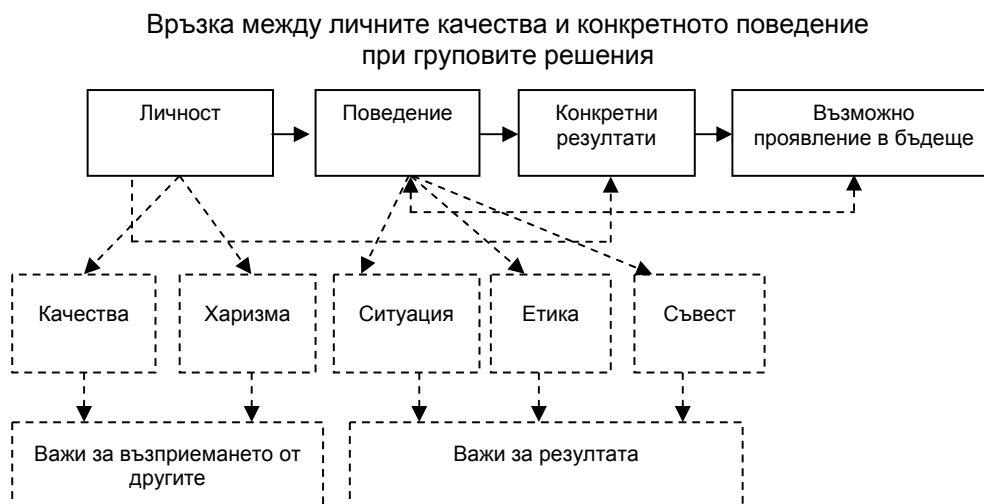 Връзка между личните качества и конкретното поведение
при груповите решения
Личност
Поведение
Конкретни
резултати
Възможно
проявление в бъдеще
Качества
Харизма
Ситуация
Етика
Съвест
Важи за възприемането от
другите
Важи за резултата